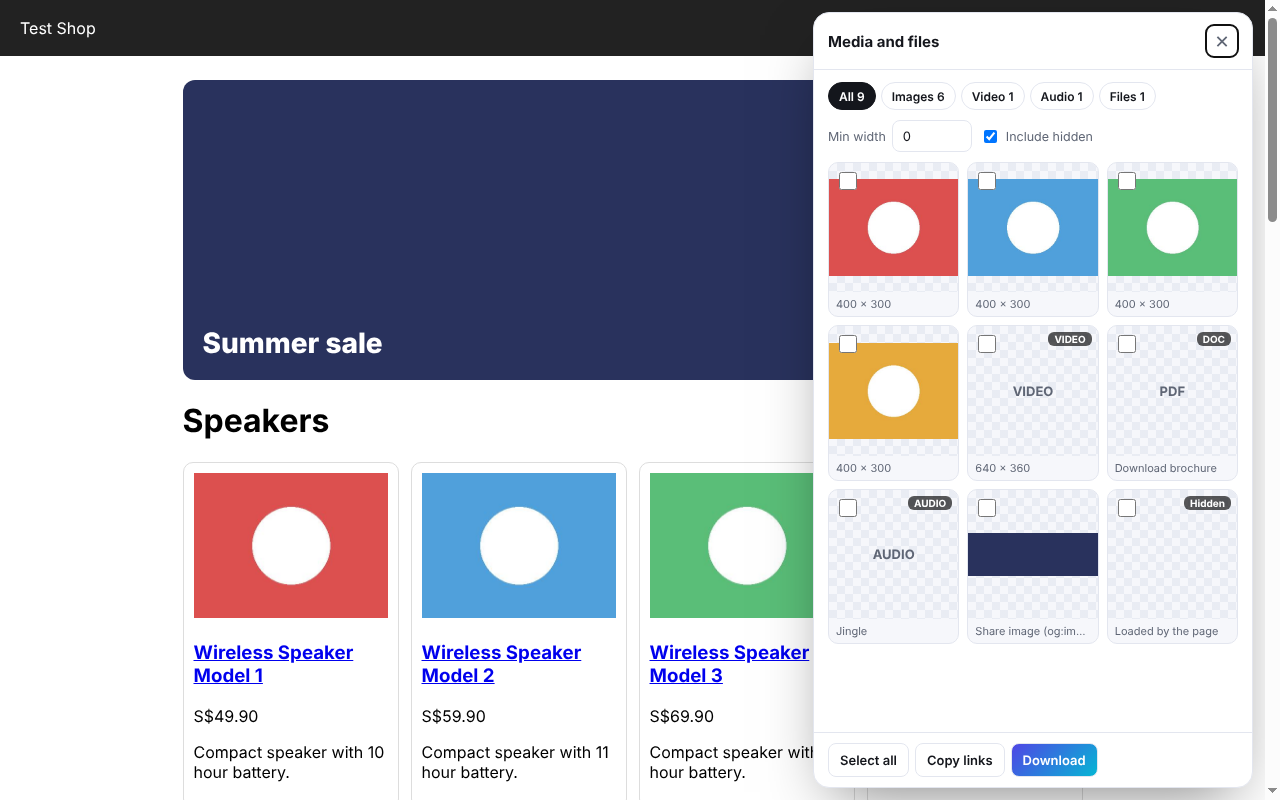 Test Shop
Summer sale
Speakers
Wireless Speaker
Model 1
S$49.90
Compact speaker with 10
hour battery.
Wireless Speaker
Model 2
S$59.90
Compact speaker with 11
hour battery.
Wireless Speaker
Model 3
S$69.90
Compact speaker with
hour battery.
Media and files
All 9
Images 6
Video 1
Audio 1
Files 1
Min width
0
Include hidden
400 × 300
400 × 300
400 × 300
400 × 300
VIDEO
VIDEO
640 × 360
DOC
PDF
Download brochure
AUDIO
AUDIO
Jingle
Share image (og:im...
Hidden
Loaded by the page
Select all
Copy links
Download